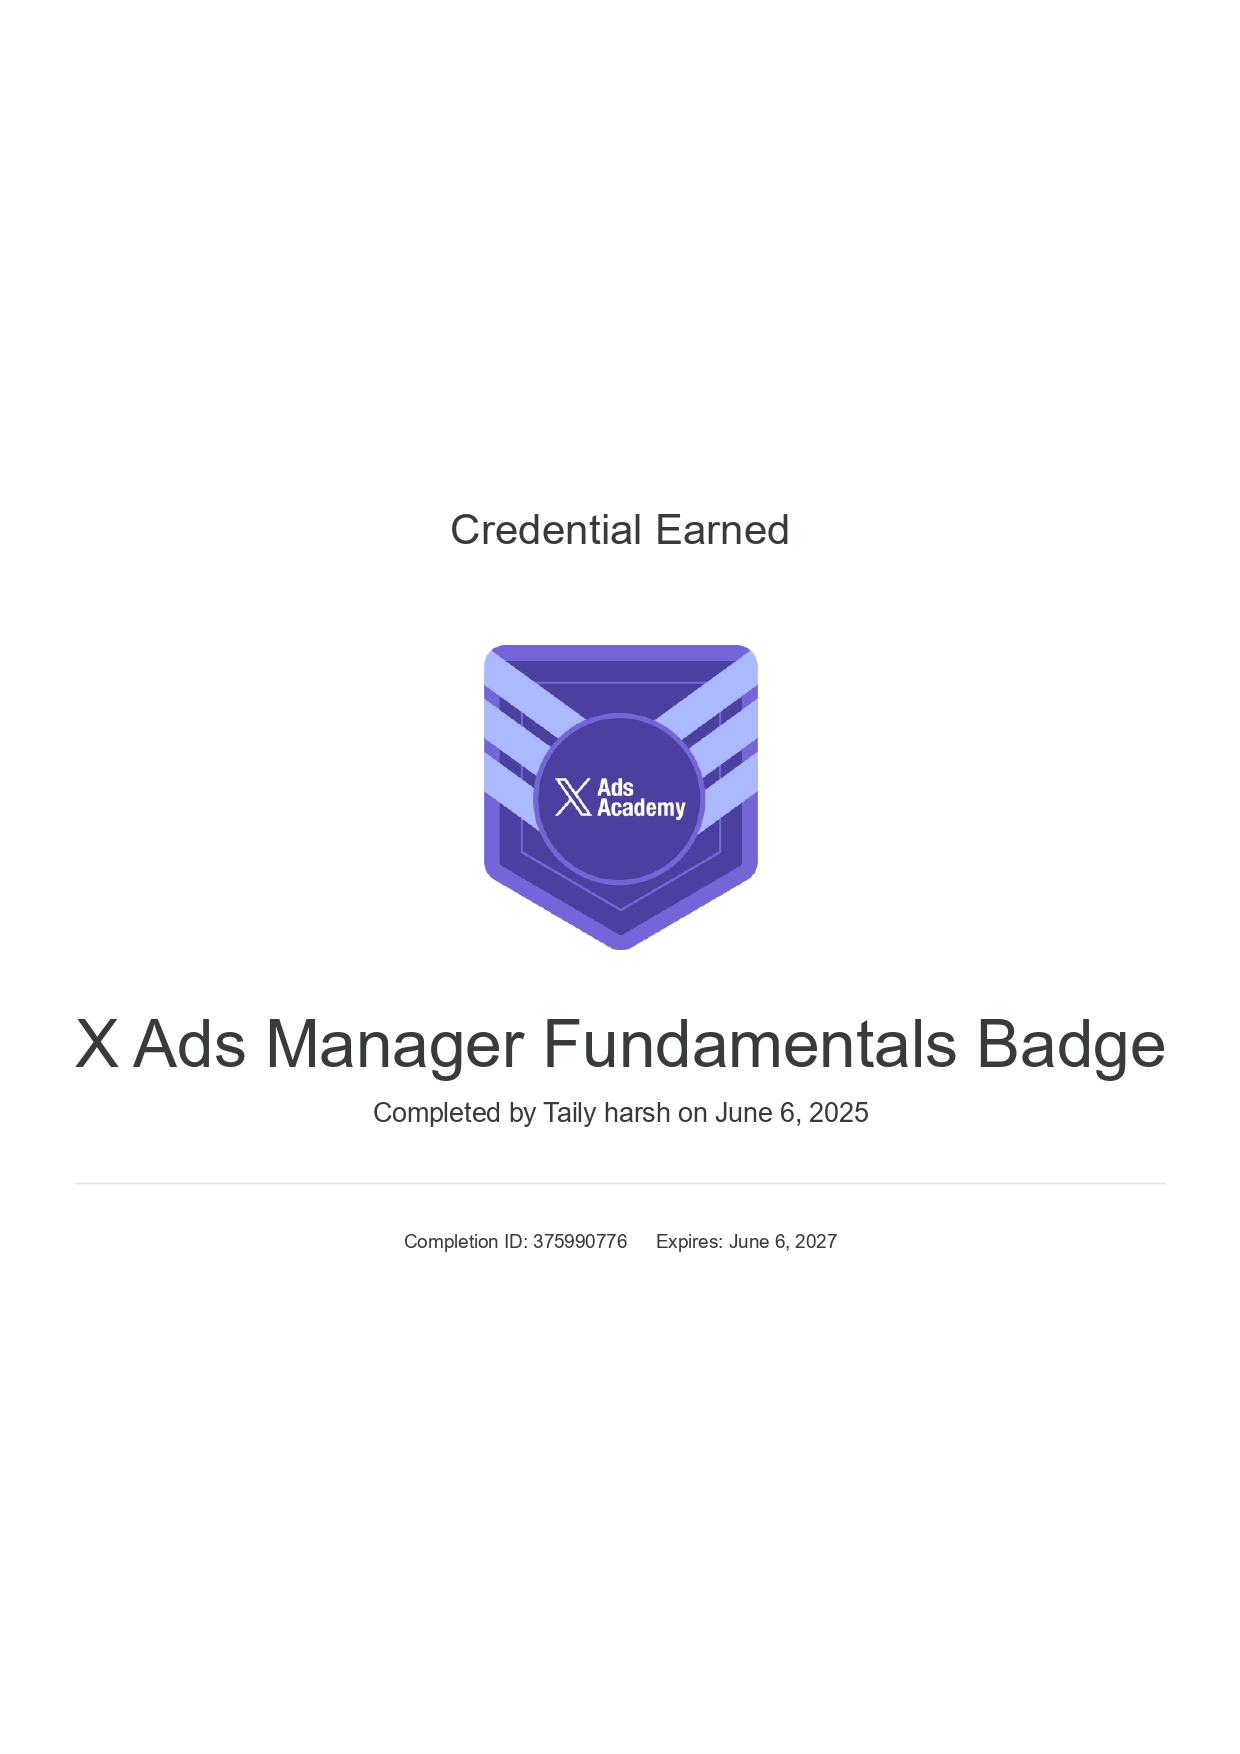 Credential Earned
X Ads
Academy
X Ads Manager Fundamentals Badge
Completed by Taily harsh on June 6, 2025
Completion ID: 375990776 Expires: June 6, 2027